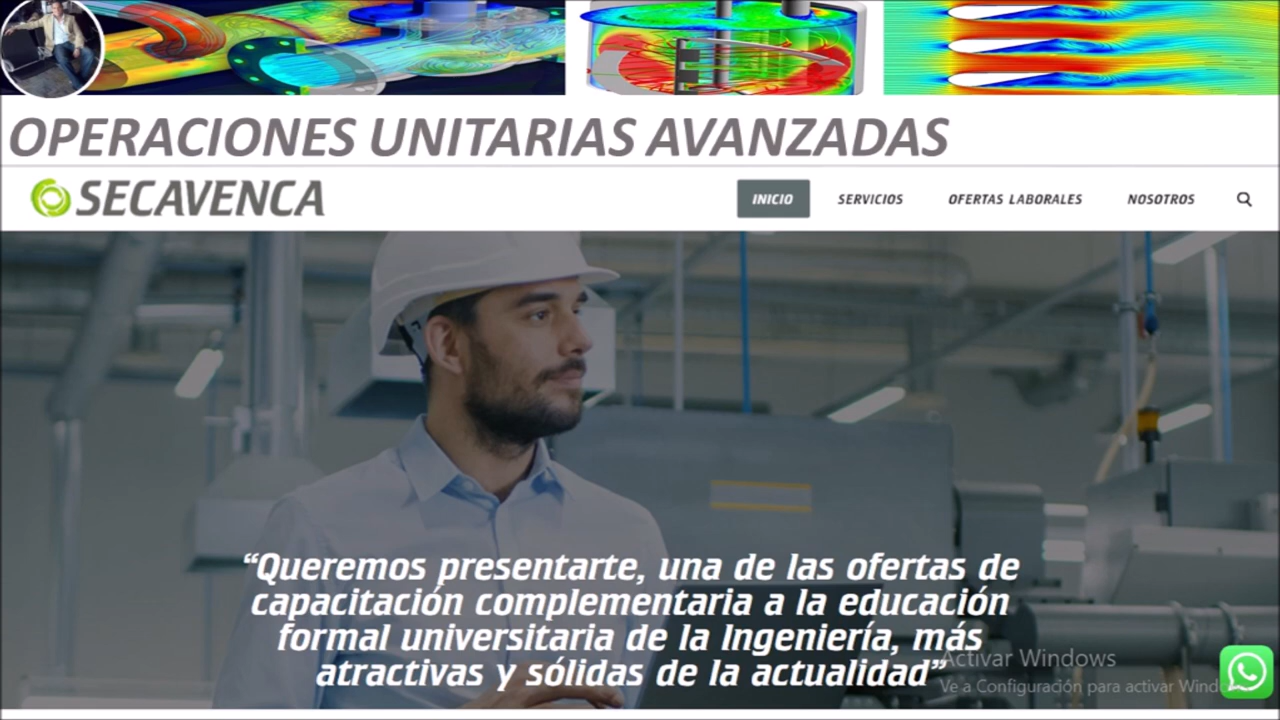 OPERACIONES UNITARIAS AVANZADAS
SECAVENCA
INICIO
SERVICIOS
OFERTAS LABORALES
NOSOTROS
“Queremos presentarte, una de las ofertas de
capacitación complementaria a la educación
formal universitaria de la Ingeniería, más
atractivas y sólidas de la actualidad”
Activar Windows
Ve a Configuración para activar